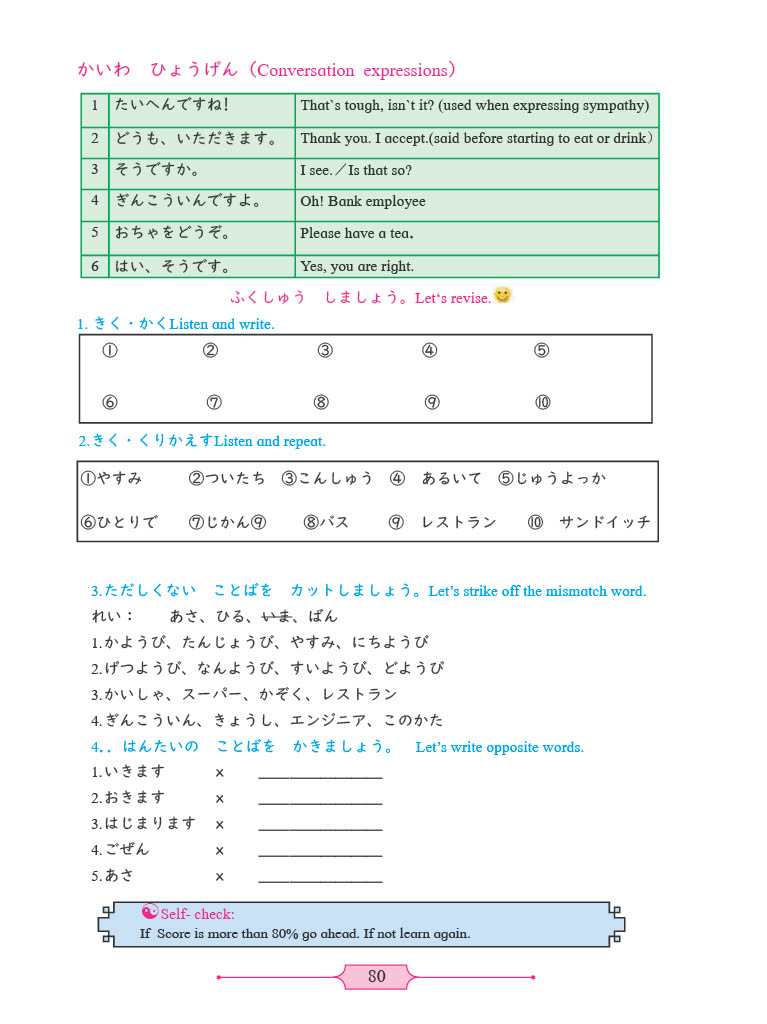 かいわ　ひょうげん（Conversation expressions）
1 たいへんですね! That`s tough, isn`t it? (used when expressing sympathy)
2 どうも、いただきます。 Thank you. I accept.(said before starting to eat or drink）
3 そうですか。 I see.／Is that so?
4 ぎんこういんですよ。 Oh! Bank employee
5 おちゃをどうぞ。 Please have a tea.
6 はい、そうです。 Yes, you are right.
ふくしゅう　しましょう。Let‘s revise.
1. きく・かくListen and write.
① ② ③ ④ ⑤
⑥ ⑦ ⑧ ⑨ ⑩
2.きく・くりかえすListen and repeat.
①やすみ ②ついたち ③こんしゅう ④ あるいて ⑤じゅうよっか
⑥ひとりで ⑦じかん⑨ ⑧バス ⑨ レストラン ⑩ サンドイッチ
3.ただしくない　ことばを　カットしましょう。Let’s strike off the mismatch word.
れい：　あさ、ひる、いま、ばん
1.かようび、たんじょうび、やすみ、にちようび
2.げつようび、なんようび、すいようび、どようび
3.かいしゃ、スーパー、かぞく、レストラン
4.ぎんこういん、きょうし、エンジニア、このかた
4．. はんたいの　ことばを　かきましょう。 Let’s write opposite words.
1.いきます x ________________
2.おきます x ________________
3.はじまります x ________________
4.ごぜん x ________________
5.あさ x ________________
Self- check:
If Score is more than 80% go ahead. If not learn again.
80